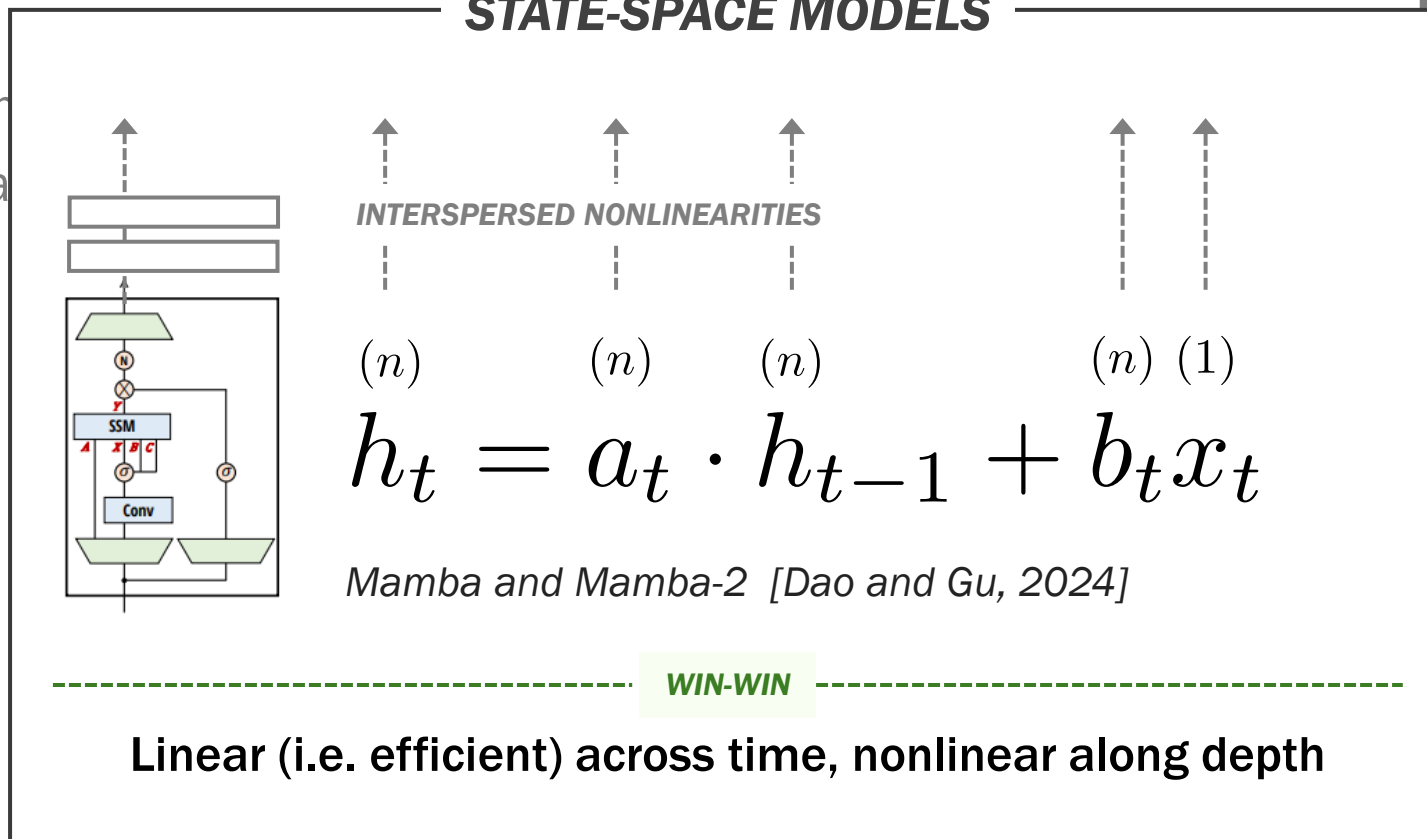 STATE-SPACE MODELS
INTERSPERSED NONLINEARITIES
(n) (n) (n) (n) (1)
h_t = a_t · h_{t−1} + b_t x_t
N
Y
SSM
A X B C
σ σ
Conv
Mamba and Mamba-2 [Dao and Gu, 2024]
WIN-WIN
Linear (i.e. efficient) across time, nonlinear along depth